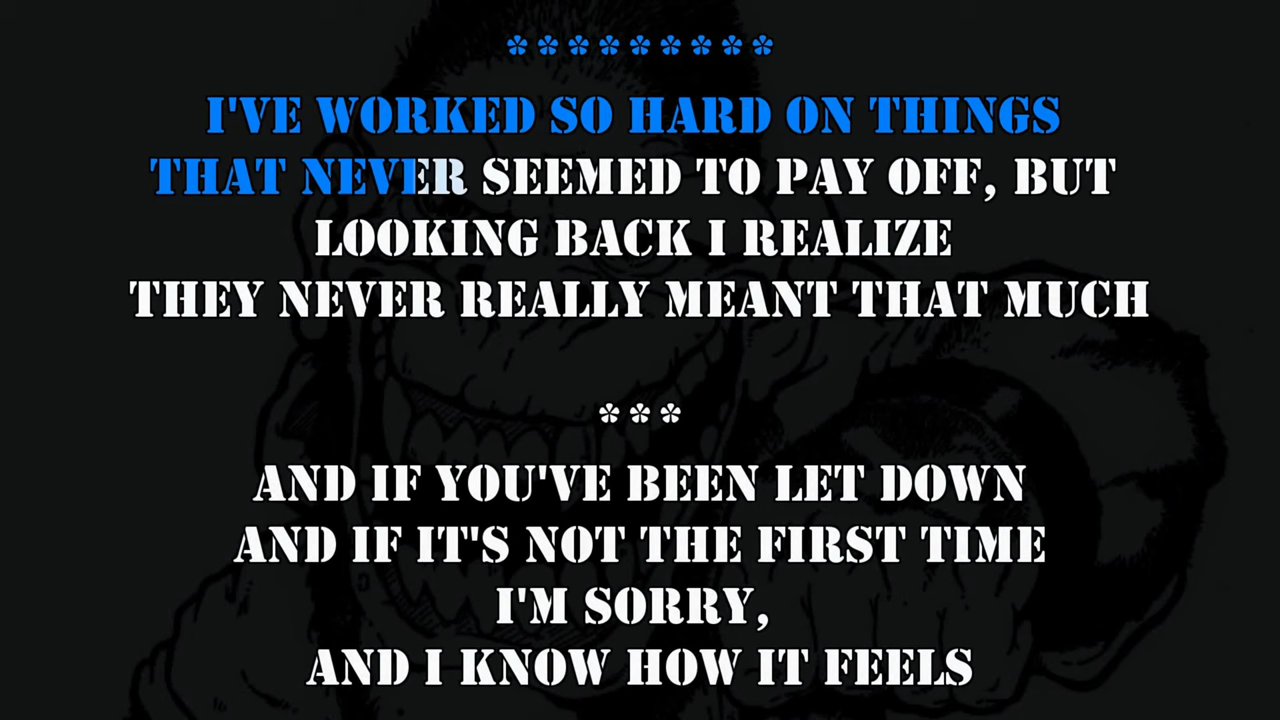 *********
I'VE WORKED SO HARD ON THINGS
THAT NEVER SEEMED TO PAY OFF, BUT
LOOKING BACK I REALIZE
THEY NEVER REALLY MEANT THAT MUCH
***
AND IF YOU'VE BEEN LET DOWN
AND IF IT'S NOT THE FIRST TIME
I'M SORRY,
AND I KNOW HOW IT FEELS